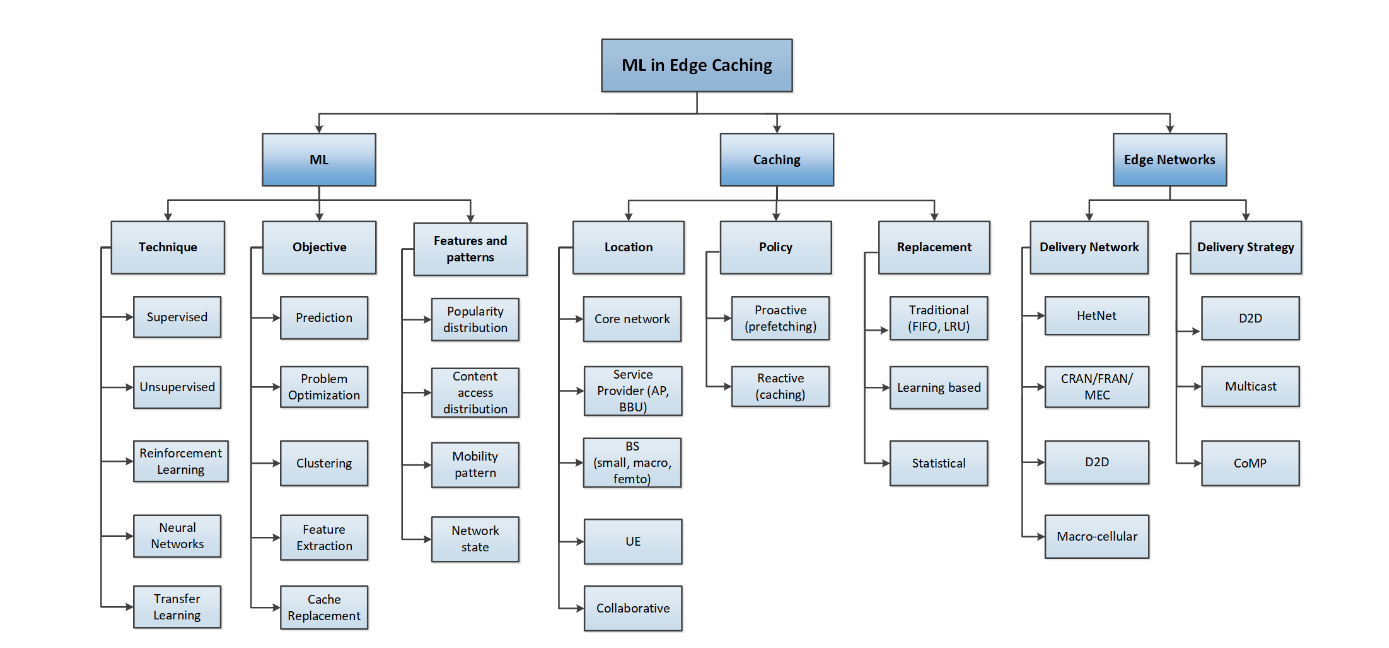 ML in Edge Caching
ML
Caching
Edge Networks
Technique
Objective
Features and
patterns
Location
Policy
Replacement
Delivery Network
Delivery Strategy
Supervised
Unsupervised
Reinforcement
Learning
Neural
Networks
Transfer
Learning
Prediction
Problem
Optimization
Clustering
Feature
Extraction
Cache
Replacement
Popularity
distribution
Content
access
distribution
Mobility
pattern
Network
state
Core network
Service
Provider (AP,
BBU)
BS
(small, macro,
femto)
UE
Collaborative
Proactive
(prefetching)
Reactive
(caching)
Traditional
(FIFO, LRU)
Learning based
Statistical
HetNet
CRAN/FRAN/
MEC
D2D
Macro-cellular
D2D
Multicast
CoMP